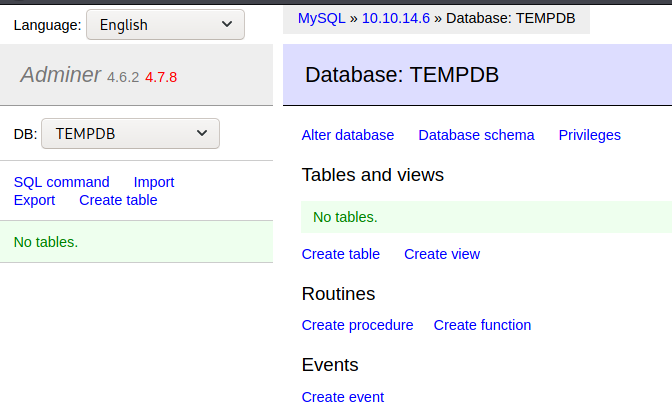 Language: English
Adminer 4.6.2 4.7.8
DB: TEMPDB
SQL command Import
Export Create table
No tables.
MySQL » 10.10.14.6 » Database: TEMPDB
Database: TEMPDB
Alter database Database schema Privileges
Tables and views
No tables.
Create table Create view
Routines
Create procedure Create function
Events
Create event